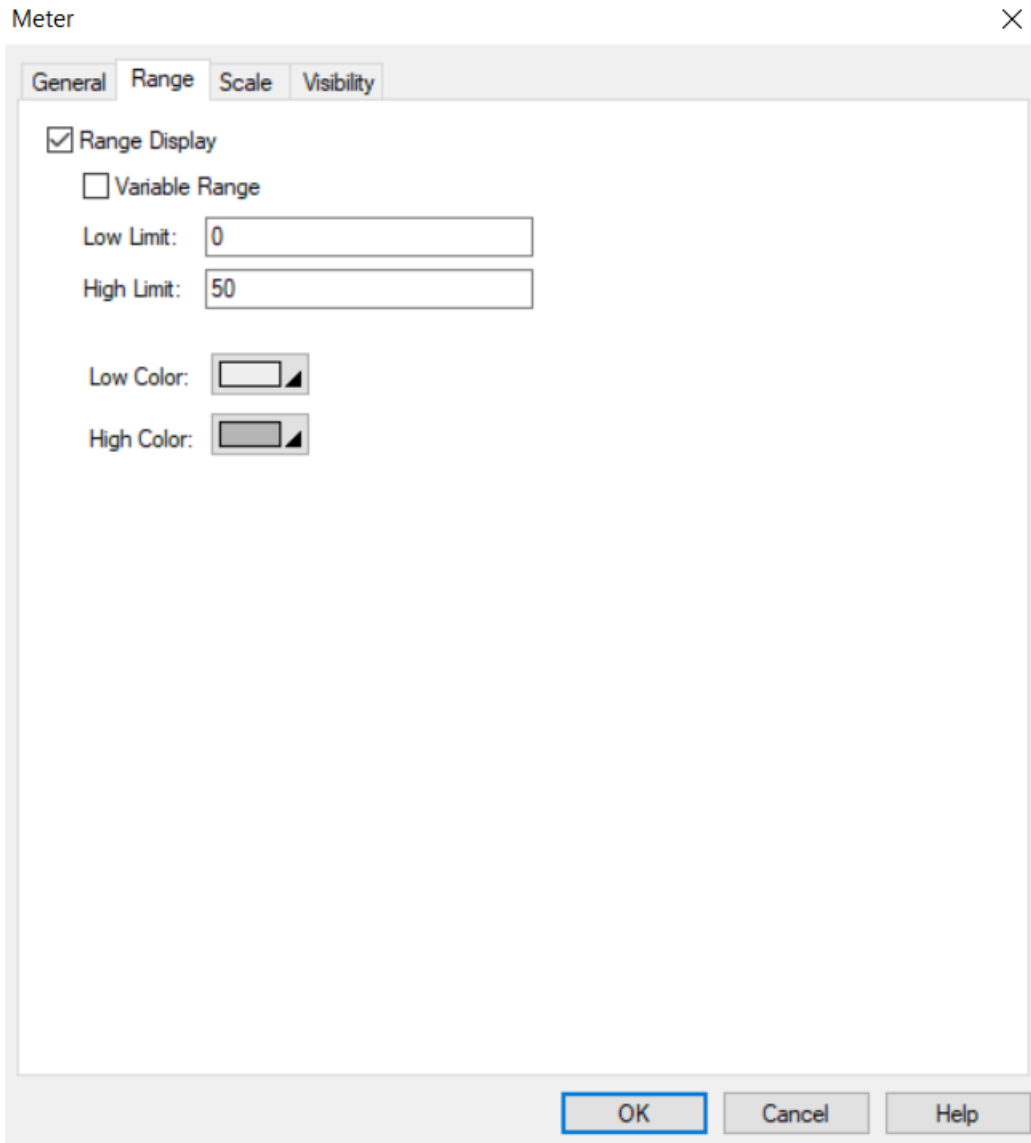 Meter
General Range Scale Visibility
Range Display
Variable Range
Low Limit: 0
High Limit: 50
Low Color:
High Color:
OK Cancel Help